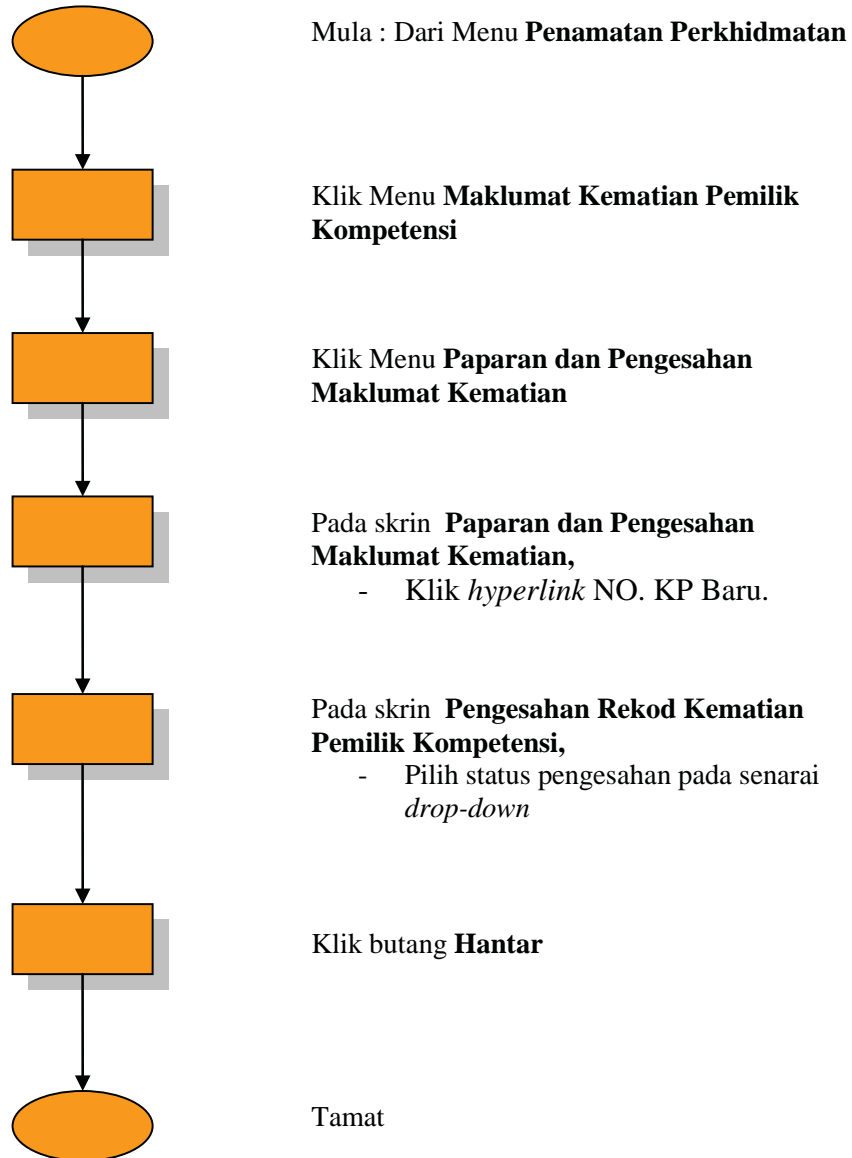 Mula : Dari Menu Penamatan Perkhidmatan
Klik Menu Maklumat Kematian Pemilik
Kompetensi
Klik Menu Paparan dan Pengesahan
Maklumat Kematian
Pada skrin Paparan dan Pengesahan
Maklumat Kematian,
- Klik hyperlink NO. KP Baru.
Pada skrin Pengesahan Rekod Kematian
Pemilik Kompetensi,
- Pilih status pengesahan pada senarai
drop-down
Klik butang Hantar
Tamat